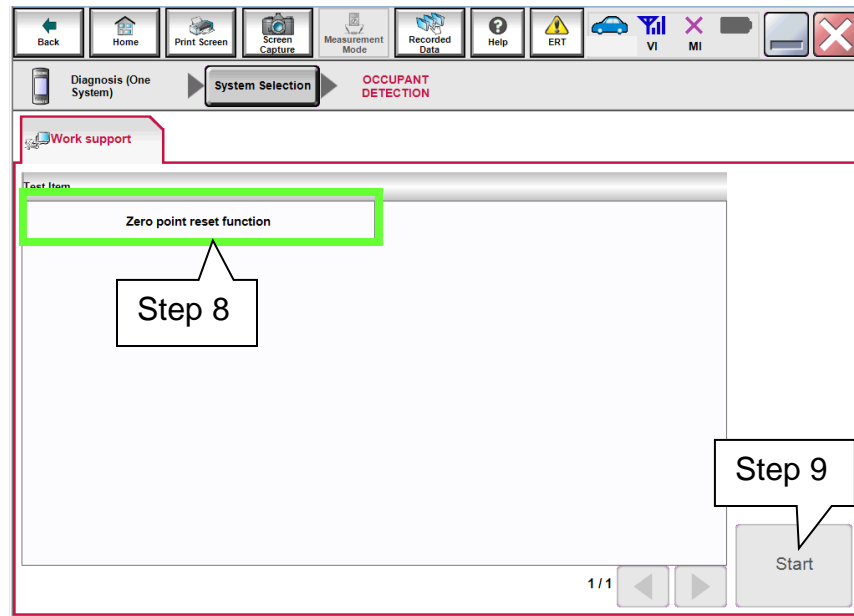 Back
Home
Print Screen
Screen
Capture
Measurement
Mode
Recorded
Data
Help
ERT
VI
MI
Diagnosis (One
System)
System Selection
OCCUPANT
DETECTION
Work support
Test Item
Zero point reset function
Step 8
Step 9
Start
1/1